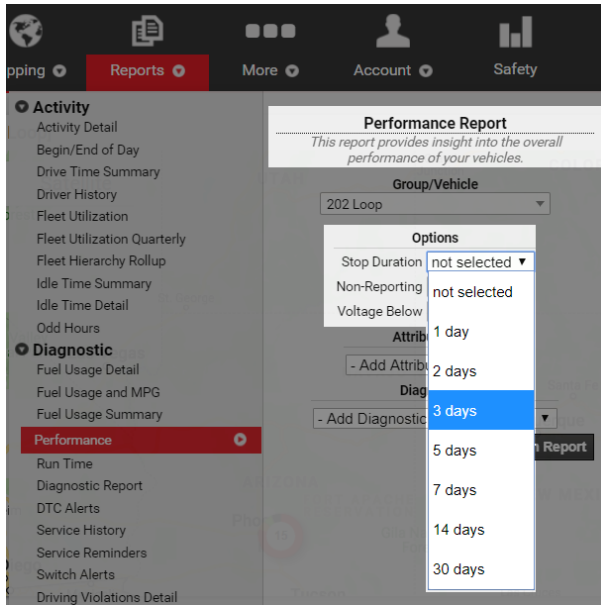 pping
Reports
More
Account
Safety
Activity
Activity Detail
Begin/End of Day
Drive Time Summary
Driver History
Fleet Utilization
Fleet Utilization Quarterly
Fleet Hierarchy Rollup
Idle Time Summary
Idle Time Detail
Odd Hours
Diagnostic
Fuel Usage Detail
Fuel Usage and MPG
Fuel Usage Summary
Performance
Run Time
Diagnostic Report
DTC Alerts
Service History
Service Reminders
Switch Alerts
Driving Violations Detail
Performance Report
This report provides insight into the overall
performance of your vehicles.
Group/Vehicle
202 Loop
Options
Stop Duration not selected
Non-Reporting
Voltage Below
not selected
1 day
2 days
3 days
5 days
7 days
14 days
30 days
Attrib
- Add Attribu
Diag
- Add Diagnostic
n Report